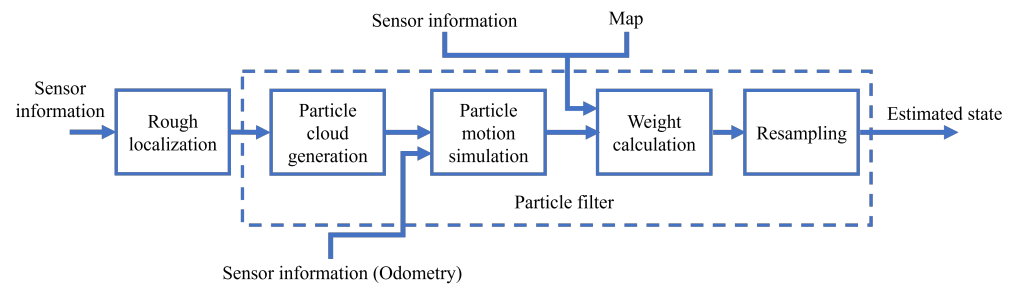 Sensor information
Map
Sensor
information
Rough
localization
Particle
cloud
generation
Particle
motion
simulation
Weight
calculation
Resampling
Estimated state
Particle filter
Sensor information (Odometry)